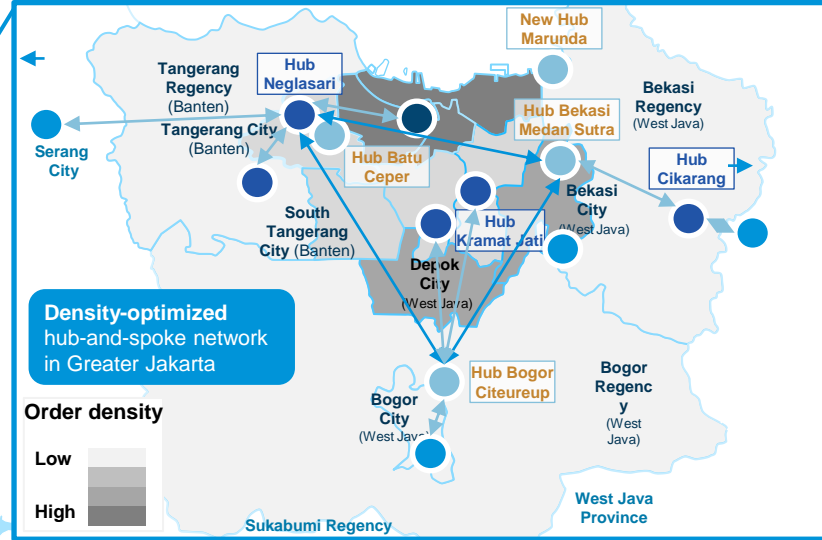 New Hub
Marunda
Hub
Neglasari
Tangerang
Regency
(Banten)
Bekasi
Regency
(West Java)
Hub Bekasi
Medan Sutra
Tangerang City
(Banten)
Serang
City
Hub Batu
Ceper
Hub
Cikarang
Bekasi
City
(West Java)
South
Tangerang
City (Banten)
Hub
Kramat Jati
Depok
City
(West Java)
Density-optimized
hub-and-spoke network
in Greater Jakarta
Hub Bogor
Citeureup
Bogor
Regenc
y
(West
Java)
Bogor
City
(West Java)
Order density
Low
High
West Java
Province
Sukabumi Regency